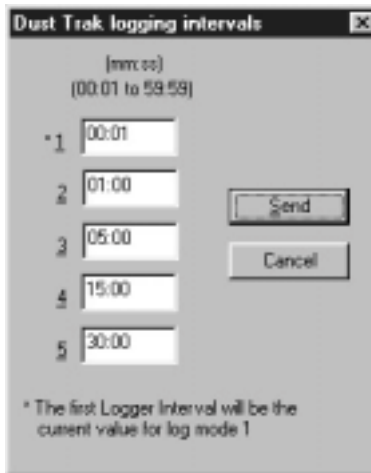 Dust Trak logging intervals
(mm:ss)
(00:01 to 59:59)
* 1 00:01
2 01:00
3 05:00
4 15:00
5 30:00
Send
Cancel
* The first Logger Interval will be the
current value for log mode 1